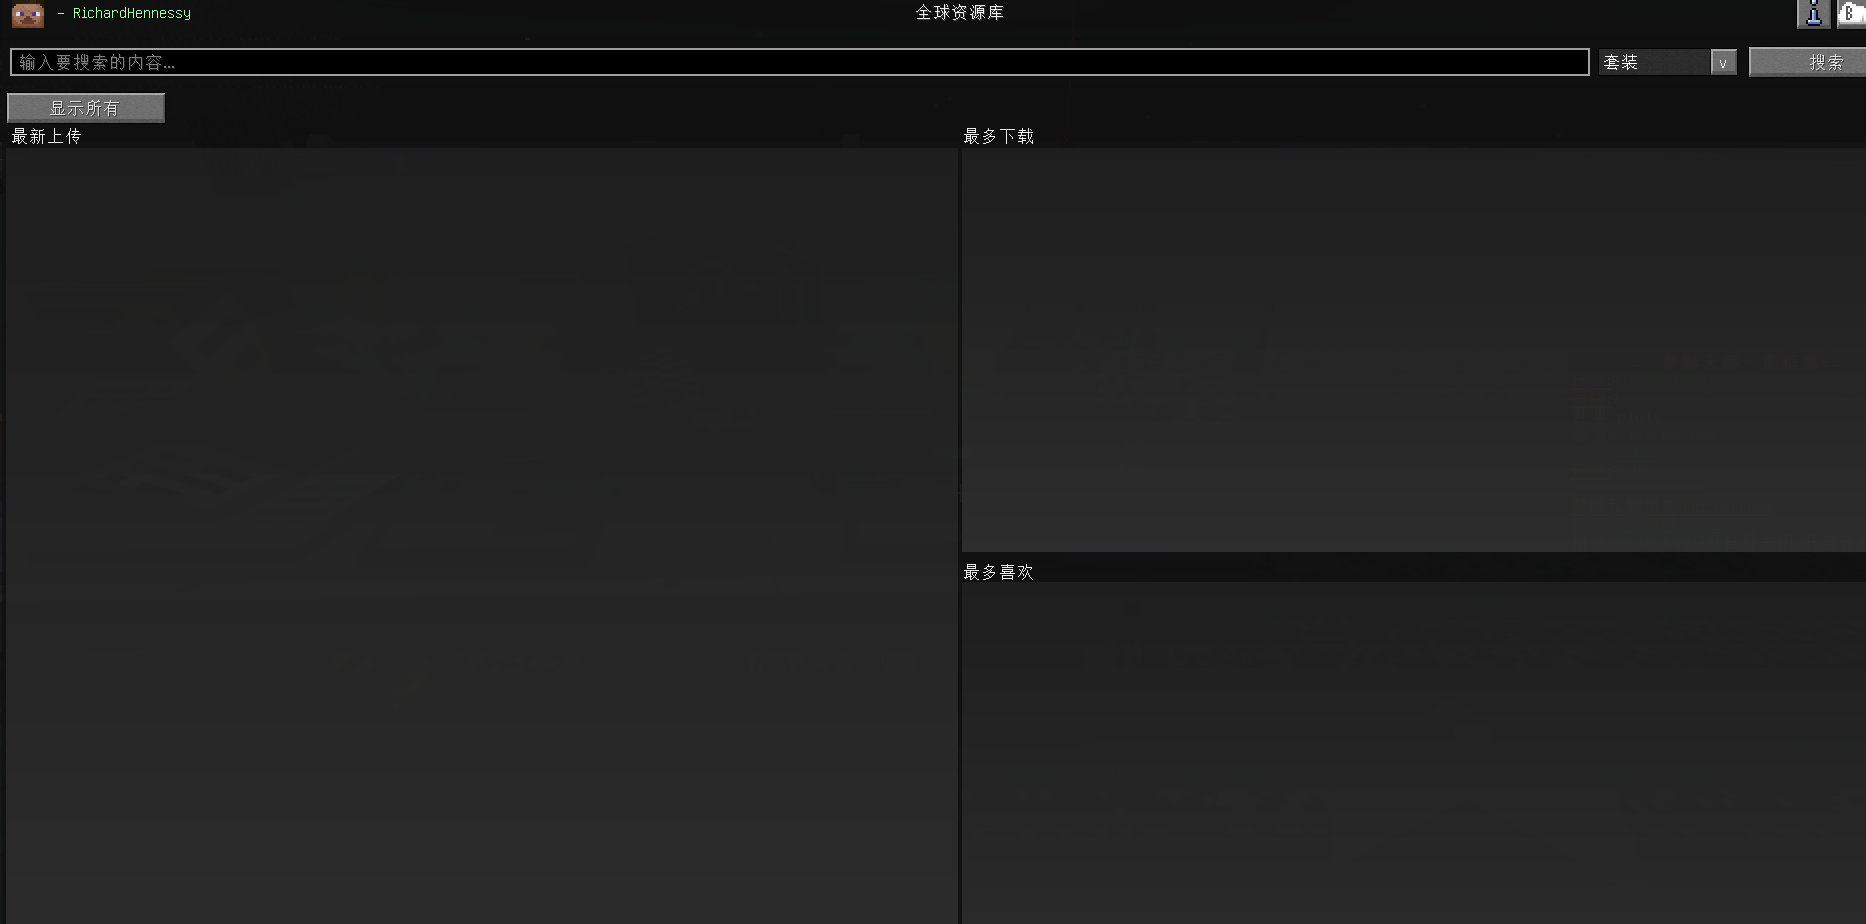 - RichardHennessy
全球资源库
输入要搜索的内容...
套装
v
搜索
显示所有
最新上传
最多下载
最多喜欢